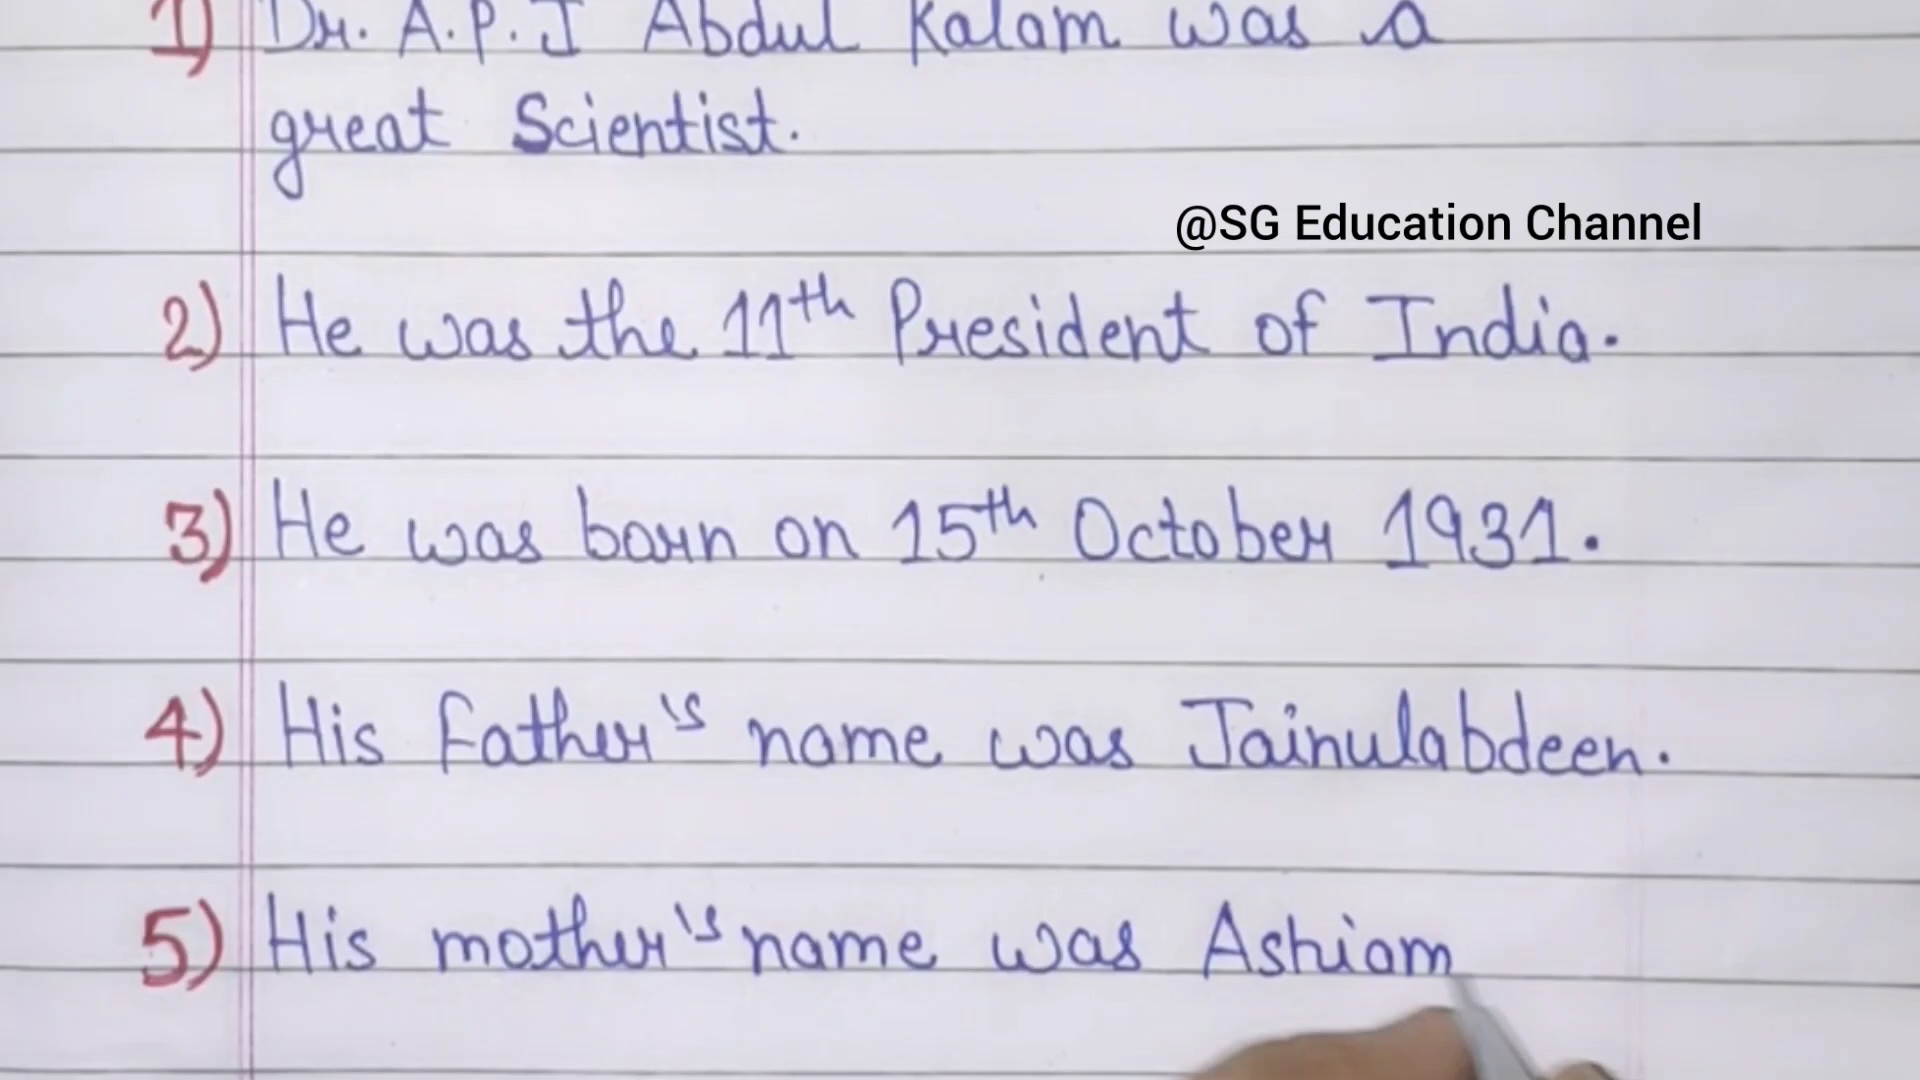 1) Dr. A.P.J Abdul Kalam was a
great Scientist.
@SG Education Channel
2) He was the 11th President of India.
3) He was born on 15th October 1931.
4) His Father's name was Jainulabdeen.
5) His mother's name was Ashiam